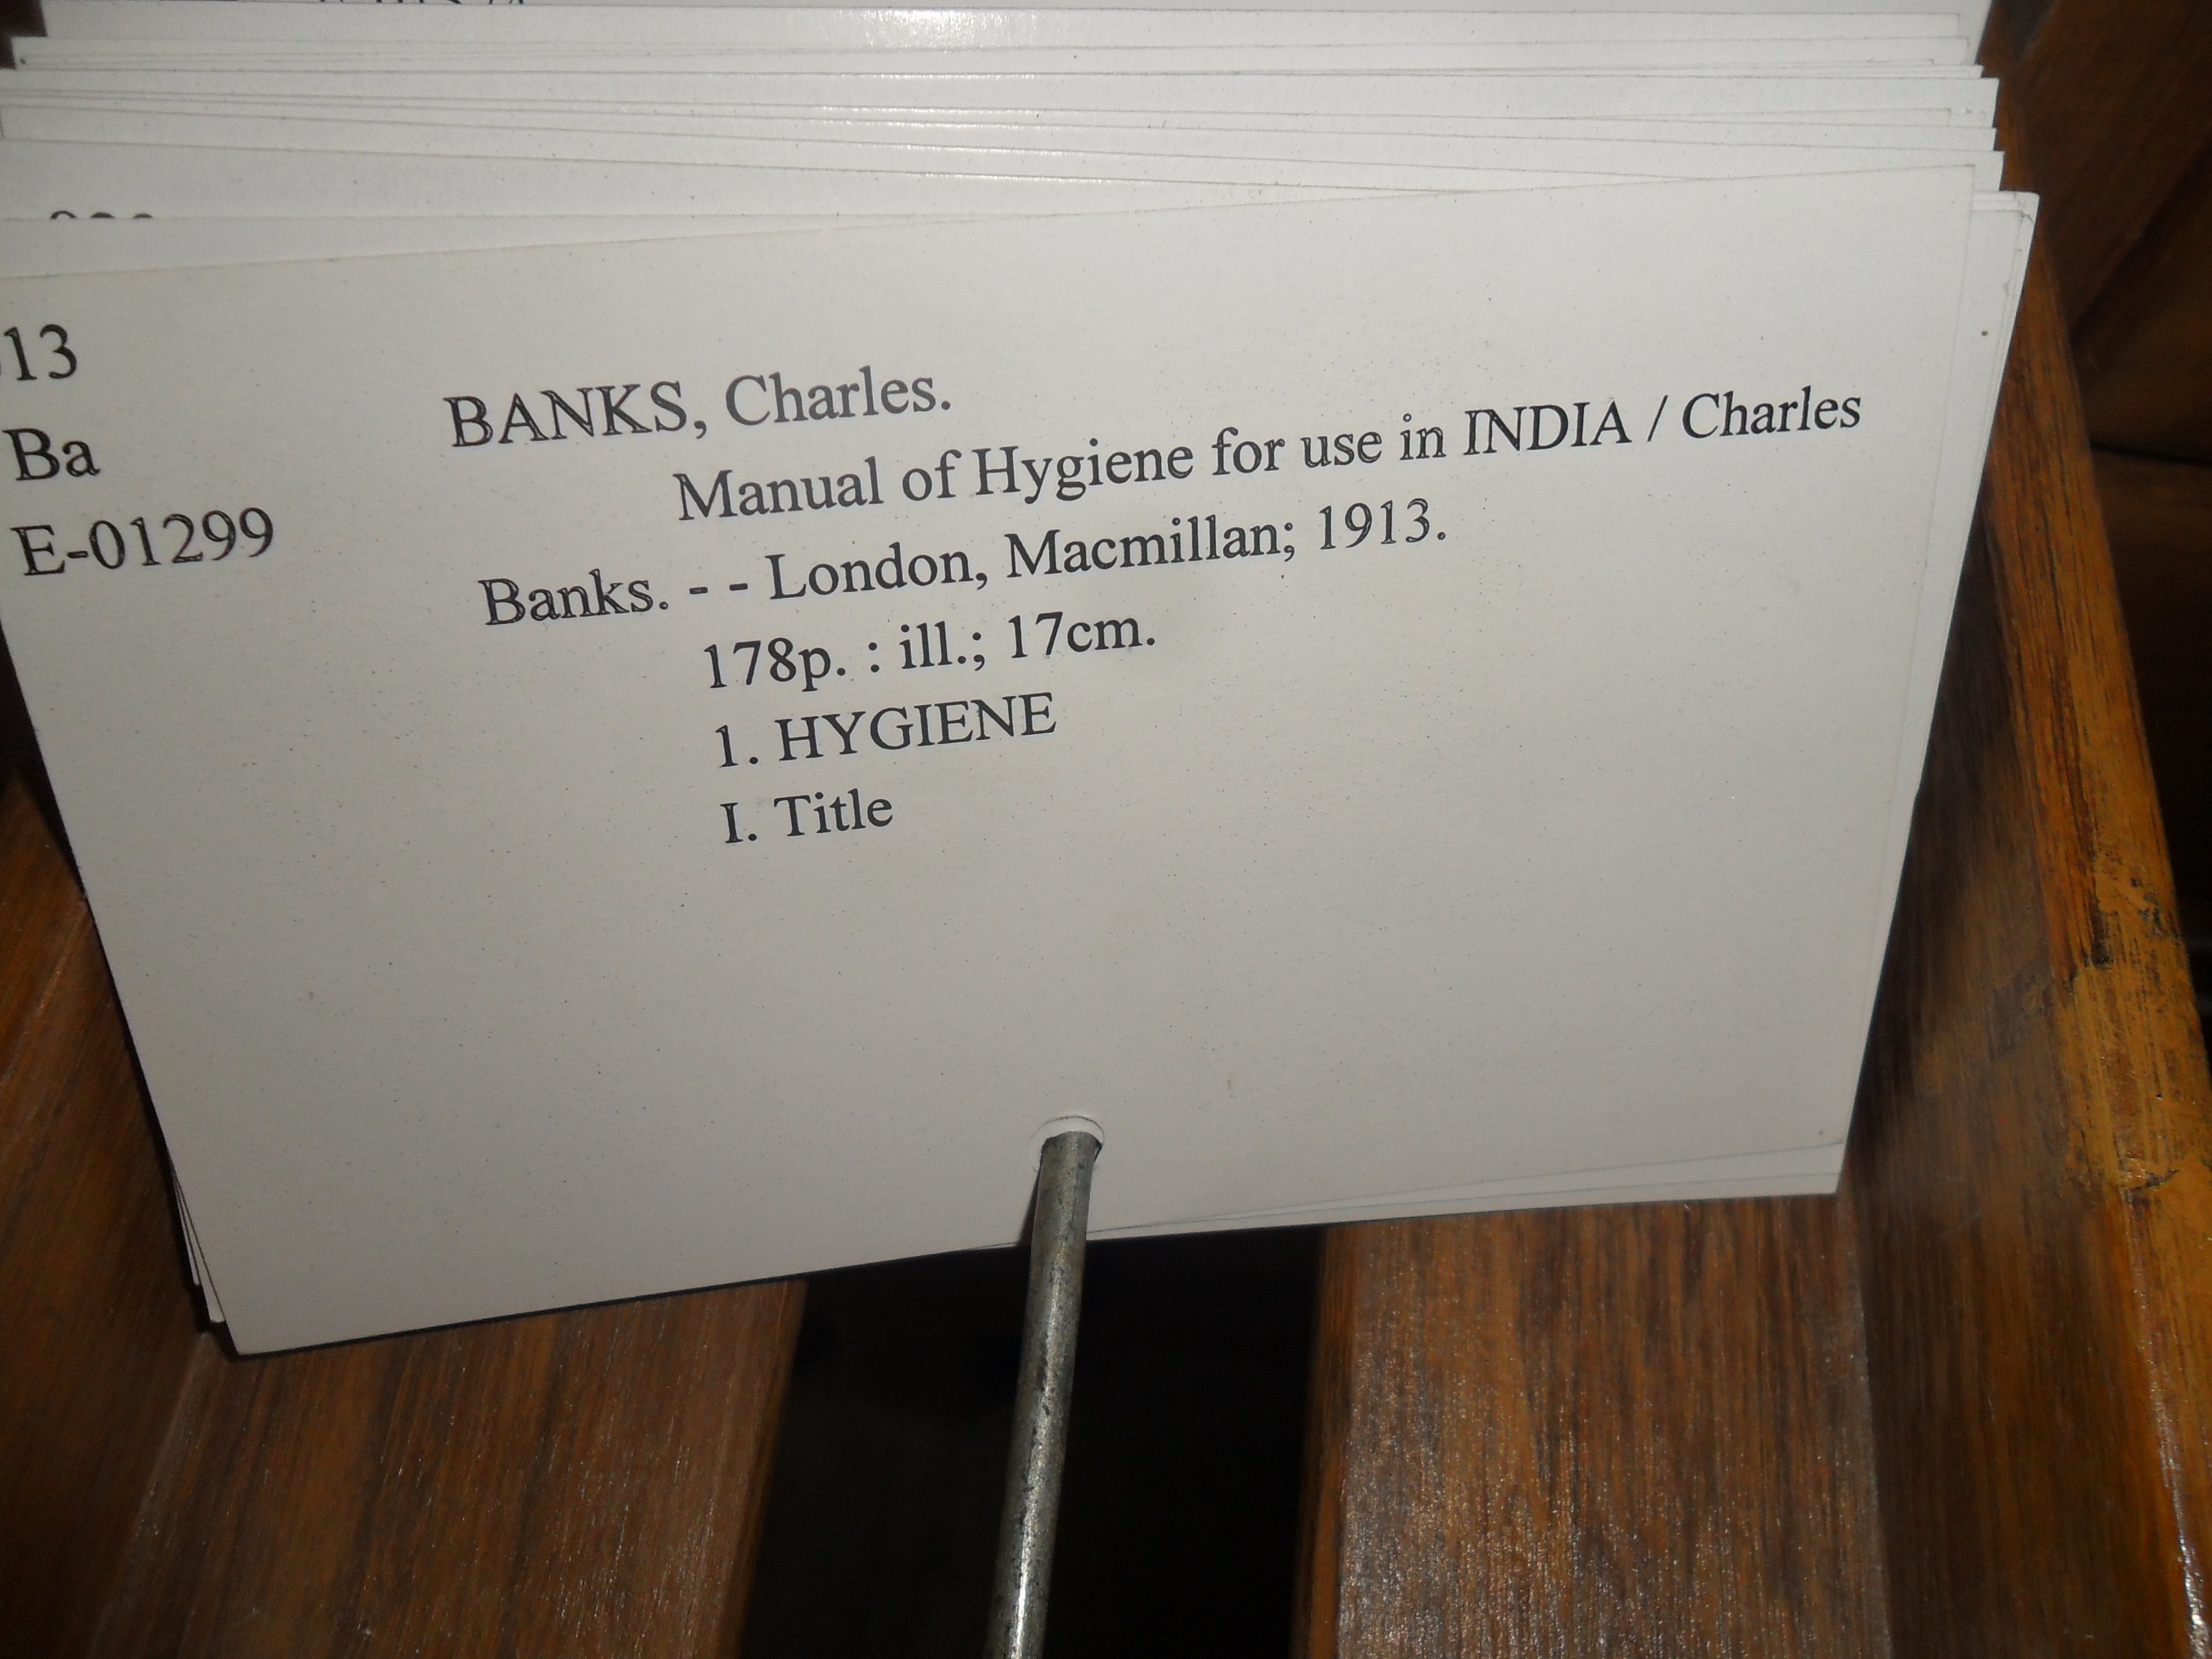 13
Ba
E-01299
BANKS, Charles.
Manual of Hygiene for use in INDIA / Charles
Banks. - - London, Macmillan; 1913.
178p. : ill.; 17cm.
1. HYGIENE
I. Title